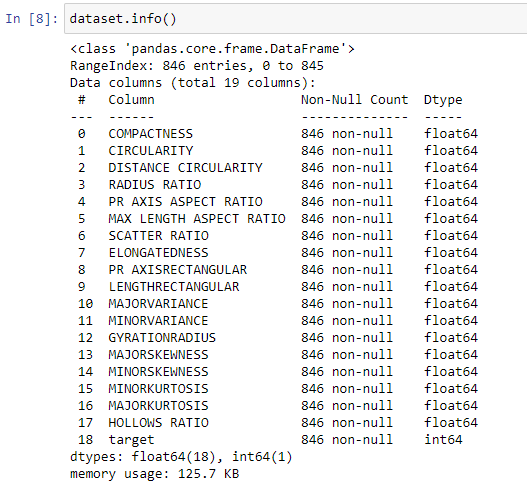 In [8]: dataset.info()
<class 'pandas.core.frame.DataFrame'>
RangeIndex: 846 entries, 0 to 845
Data columns (total 19 columns):
 #   Column                    Non-Null Count  Dtype
---  ------                    --------------  -----
 0   COMPACTNESS               846 non-null    float64
 1   CIRCULARITY               846 non-null    float64
 2   DISTANCE CIRCULARITY      846 non-null    float64
 3   RADIUS RATIO              846 non-null    float64
 4   PR AXIS ASPECT RATIO      846 non-null    float64
 5   MAX LENGTH ASPECT RATIO   846 non-null    float64
 6   SCATTER RATIO             846 non-null    float64
 7   ELONGATEDNESS             846 non-null    float64
 8   PR AXISRECTANGULAR        846 non-null    float64
 9   LENGTHRECTANGULAR         846 non-null    float64
 10  MAJORVARIANCE             846 non-null    float64
 11  MINORVARIANCE             846 non-null    float64
 12  GYRATIONRADIUS            846 non-null    float64
 13  MAJORSKEWNESS             846 non-null    float64
 14  MINORSKEWNESS             846 non-null    float64
 15  MINORKURTOSIS             846 non-null    float64
 16  MAJORKURTOSIS             846 non-null    float64
 17  HOLLOWS RATIO             846 non-null    float64
 18  target                    846 non-null    int64
dtypes: float64(18), int64(1)
memory usage: 125.7 KB